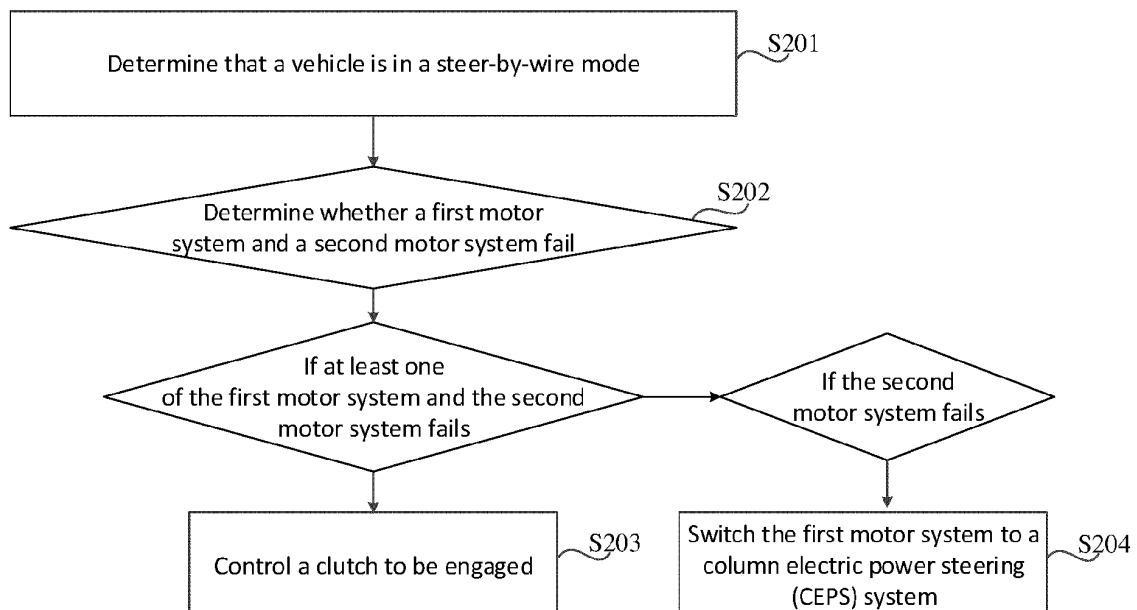 Determine that a vehicle is in a steer-by-wire mode
S201
Determine whether a first motor
system and a second motor system fail
S202
If at least one
of the first motor system and the second
motor system fails
If the second
motor system fails
Control a clutch to be engaged
S203
Switch the first motor system to a
column electric power steering
(CEPS) system
S204